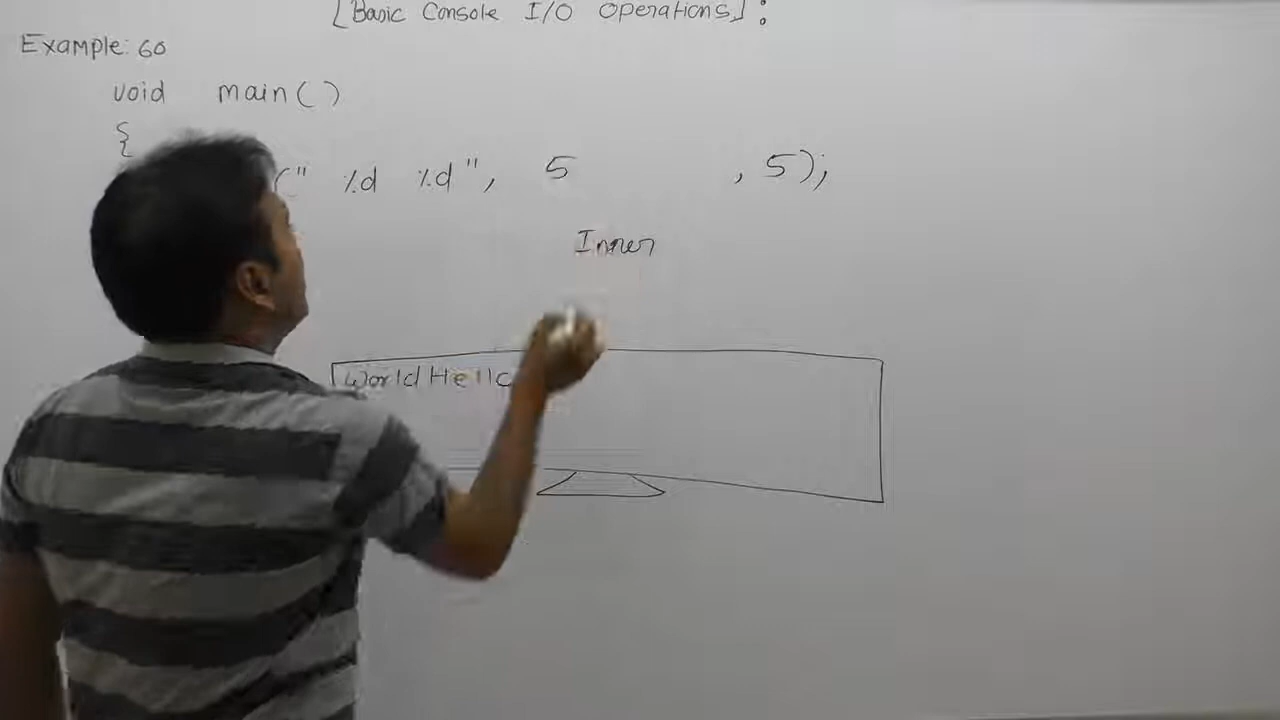 [Basic Console I/O Operations]:
Example: 60
void main()
{
(" %d %d", 5 , 5);
Inner
World Hello